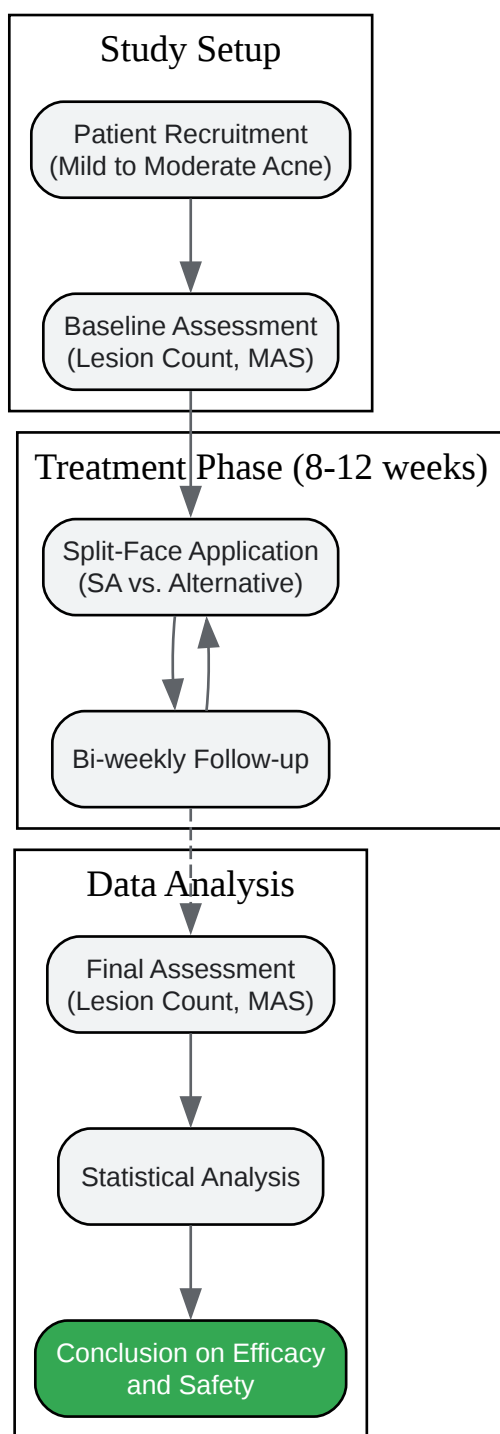 Study Setup
Patient Recruitment
(Mild to Moderate Acne)
Baseline Assessment
(Lesion Count, MAS)
Treatment Phase (8-12 weeks)
Split-Face Application
(SA vs. Alternative)
Bi-weekly Follow-up
Data Analysis
Final Assessment
(Lesion Count, MAS)
Statistical Analysis
Conclusion on Efficacy
and Safety